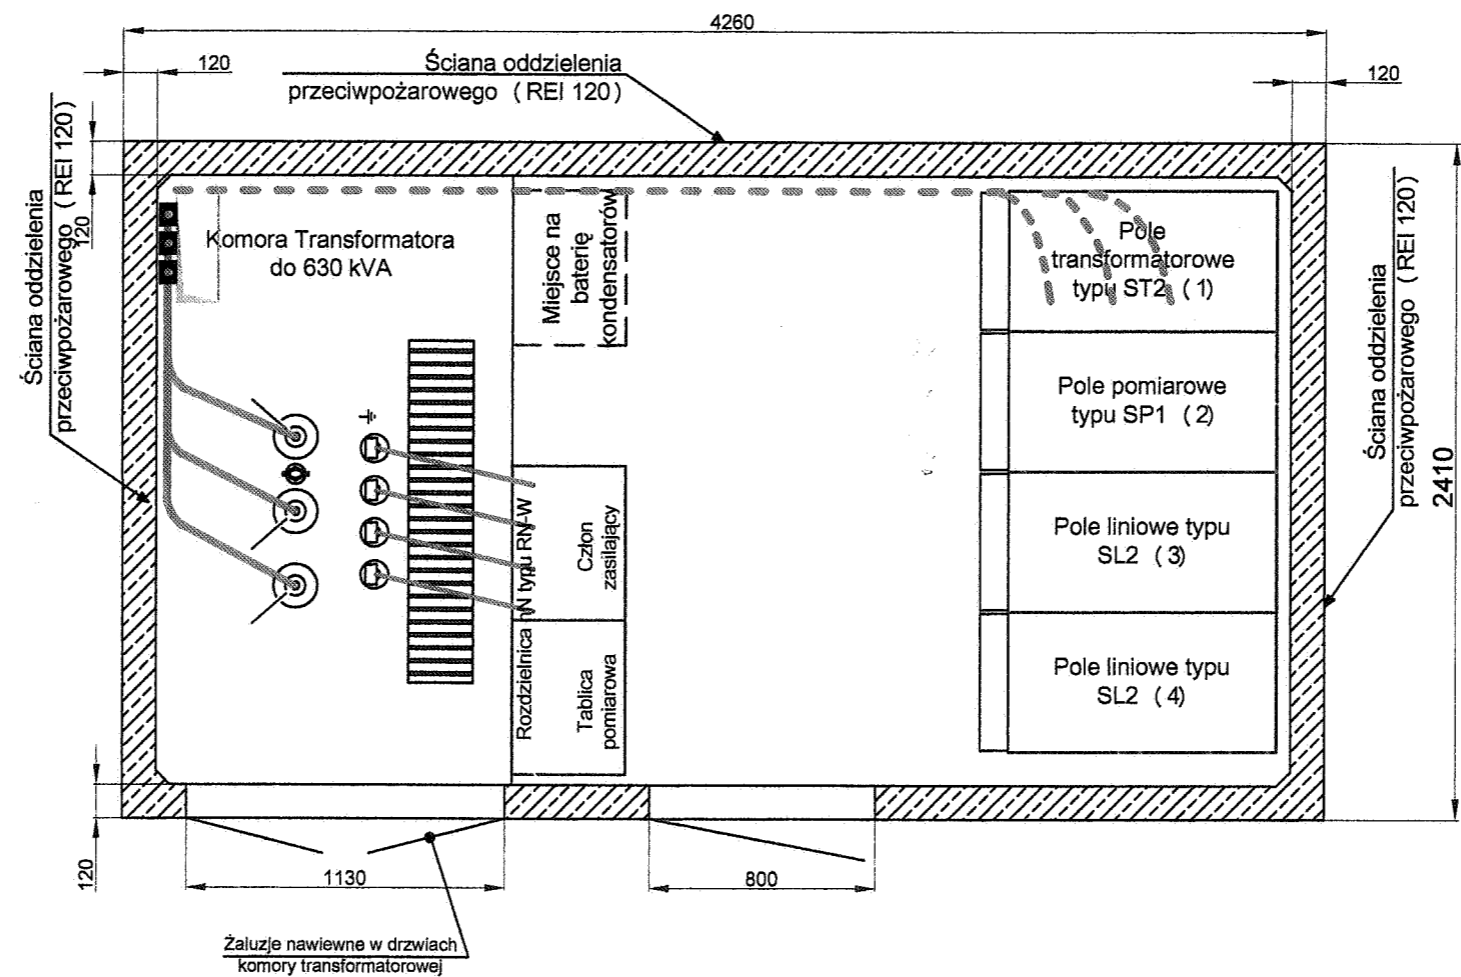 4260
120
Ściana oddzielenia
przeciwpożarowego (REI 120)
120
Ściana oddzielenia
przeciwpożarowego (REI 120)
120
Komora Transformatora
do 630 kVA
Miejsce na
baterię
kondensatorów
Pole
transformatorowe
typu ST2 (1)
Pole pomiarowe
typu SP1 (2)
Pole liniowe typu
SL2 (3)
Pole liniowe typu
SL2 (4)
Rozdzielnica nN typu RN-W
Człon
zasilający
Tablica
pomiarowa
Ściana oddzielenia
przeciwpożarowego (REI 120)
2410
120
1130
800
Żaluzje nawiewne w drzwiach
komory transformatorowej